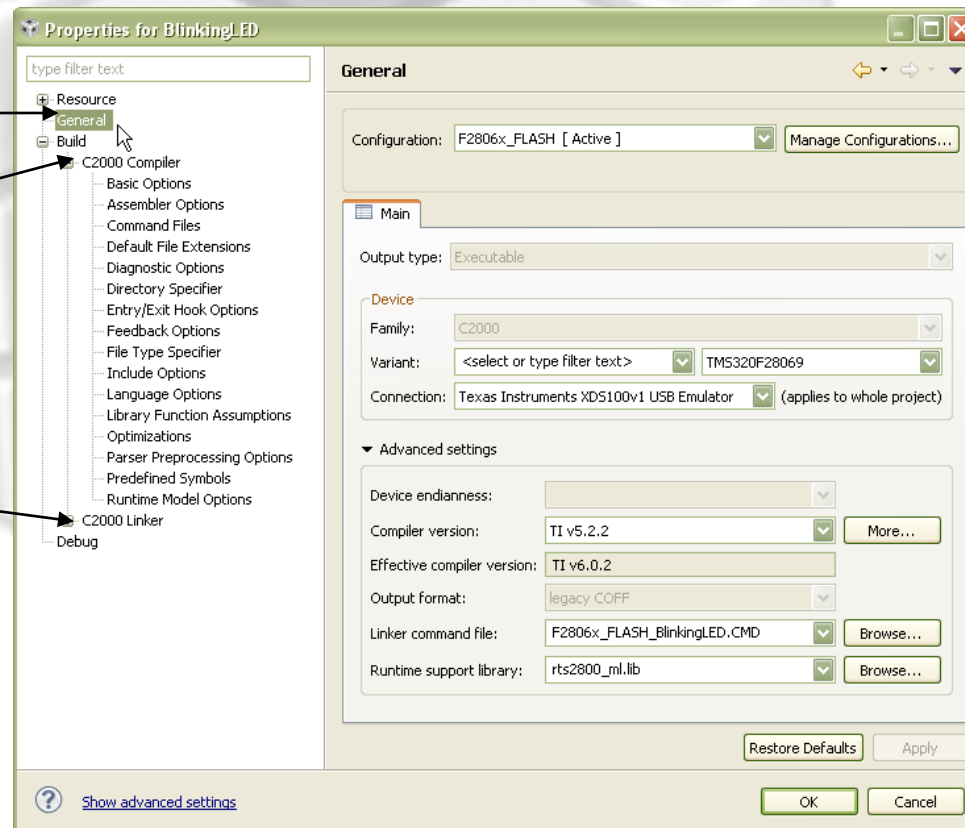 Properties for BlinkingLED
type filter text
Resource
General
Build
C2000 Compiler
Basic Options
Assembler Options
Command Files
Default File Extensions
Diagnostic Options
Directory Specifier
Entry/Exit Hook Options
Feedback Options
File Type Specifier
Include Options
Language Options
Library Function Assumptions
Optimizations
Parser Preprocessing Options
Predefined Symbols
Runtime Model Options
C2000 Linker
Debug
General
Configuration: F2806x_FLASH [ Active ] Manage Configurations...
Main
Output type: Executable
Device
Family: C2000
Variant: <select or type filter text> TMS320F28069
Connection: Texas Instruments XDS100v1 USB Emulator (applies to whole project)
Advanced settings
Device endianness:
Compiler version: TI v5.2.2 More...
Effective compiler version: TI v6.0.2
Output format: legacy COFF
Linker command file: F2806x_FLASH_BlinkingLED.CMD Browse...
Runtime support library: rts2800_ml.lib Browse...
Restore Defaults Apply
Show advanced settings OK Cancel